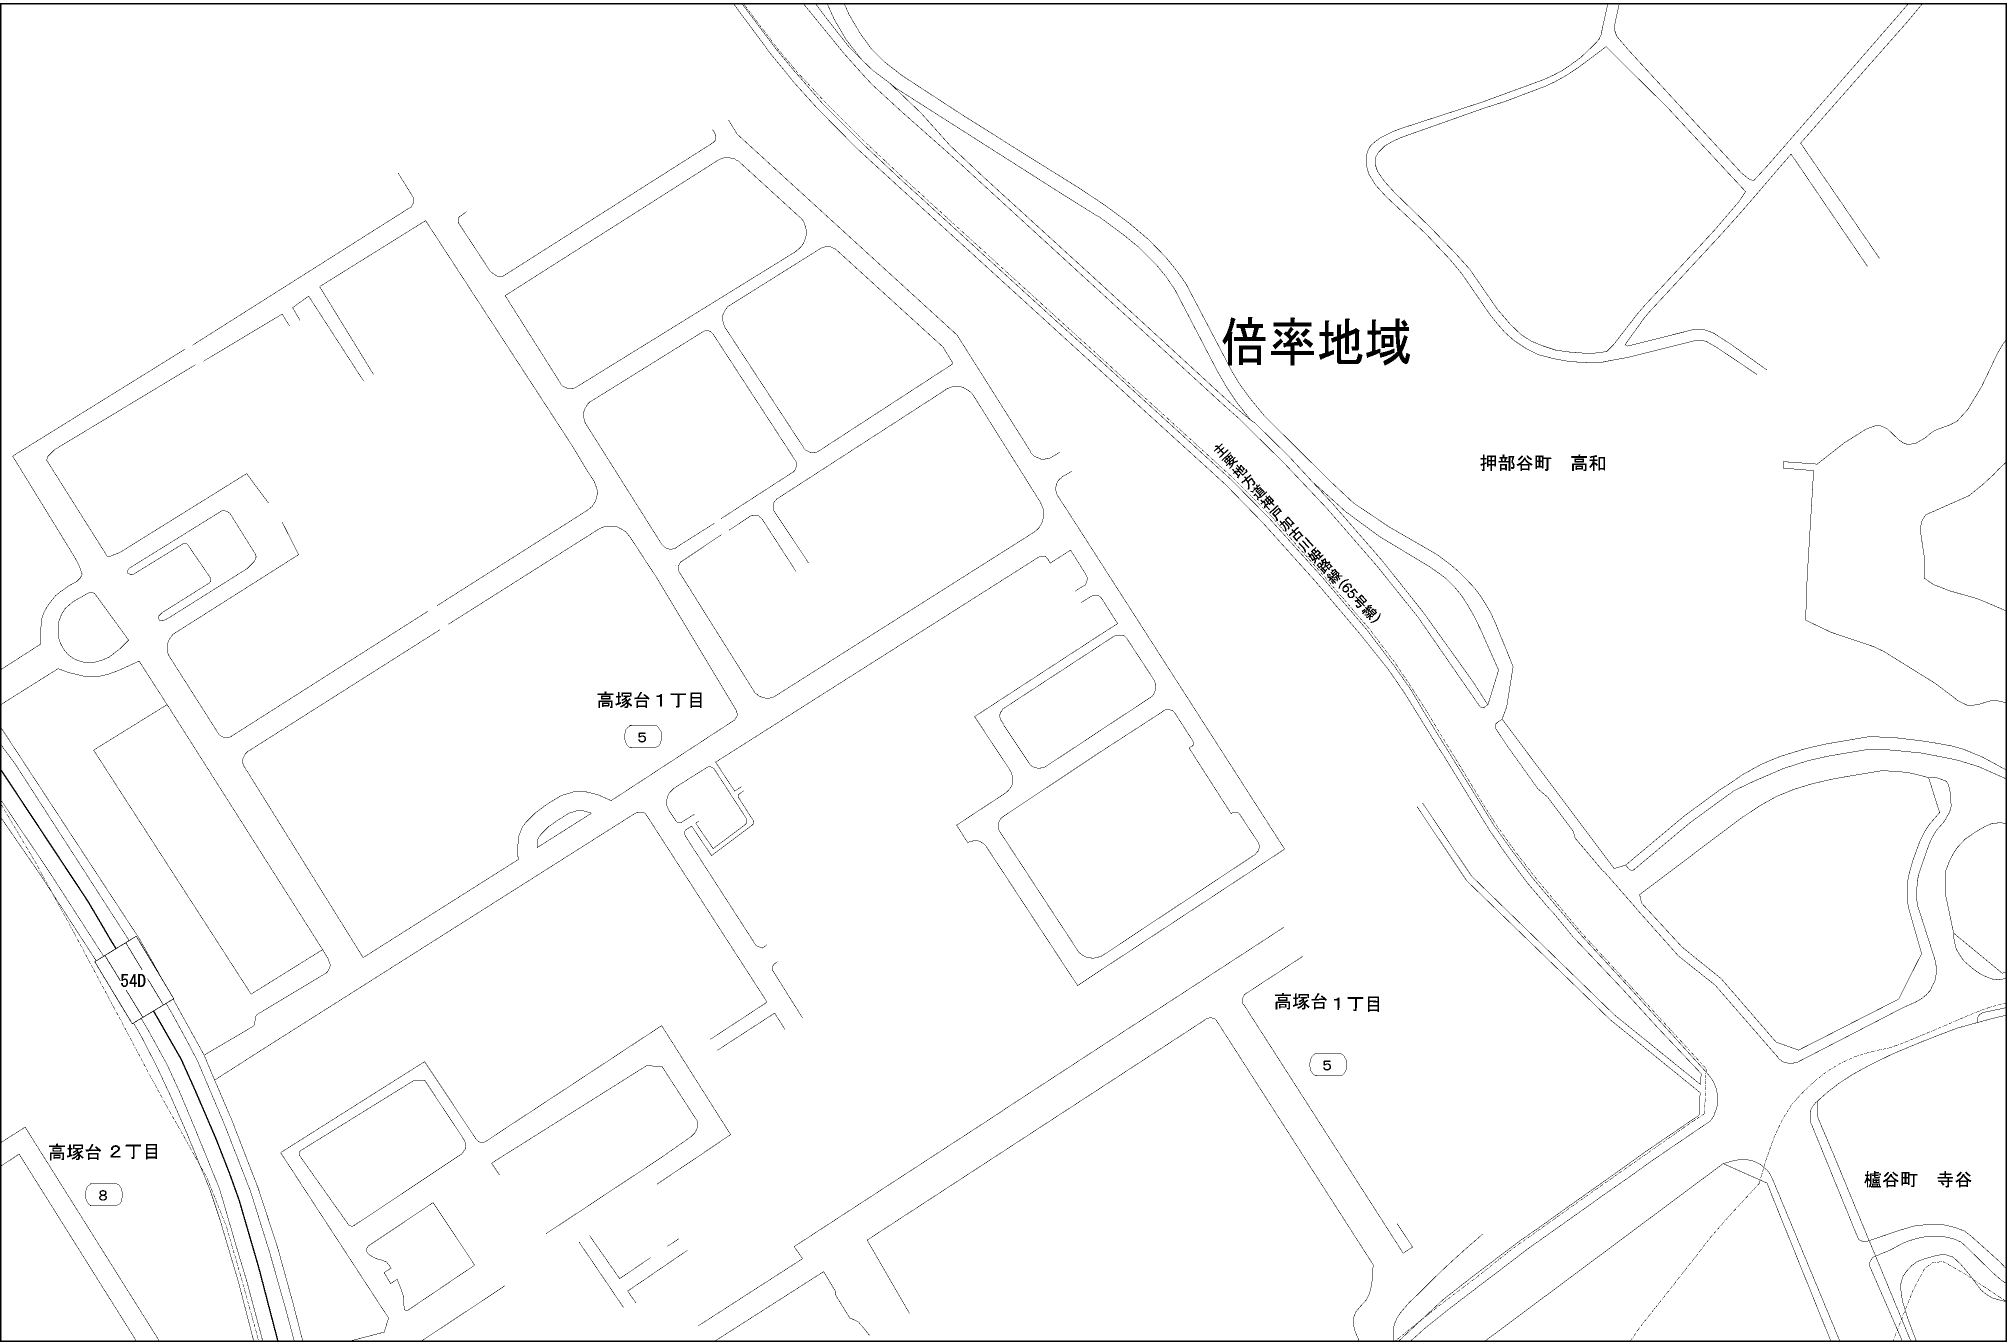 倍率地域
押部谷町　高和
主要地方道神戸加古川姫路線(65号線)
高塚台１丁目
5
54D
高塚台１丁目
5
高塚台２丁目
8
櫨谷町　寺谷